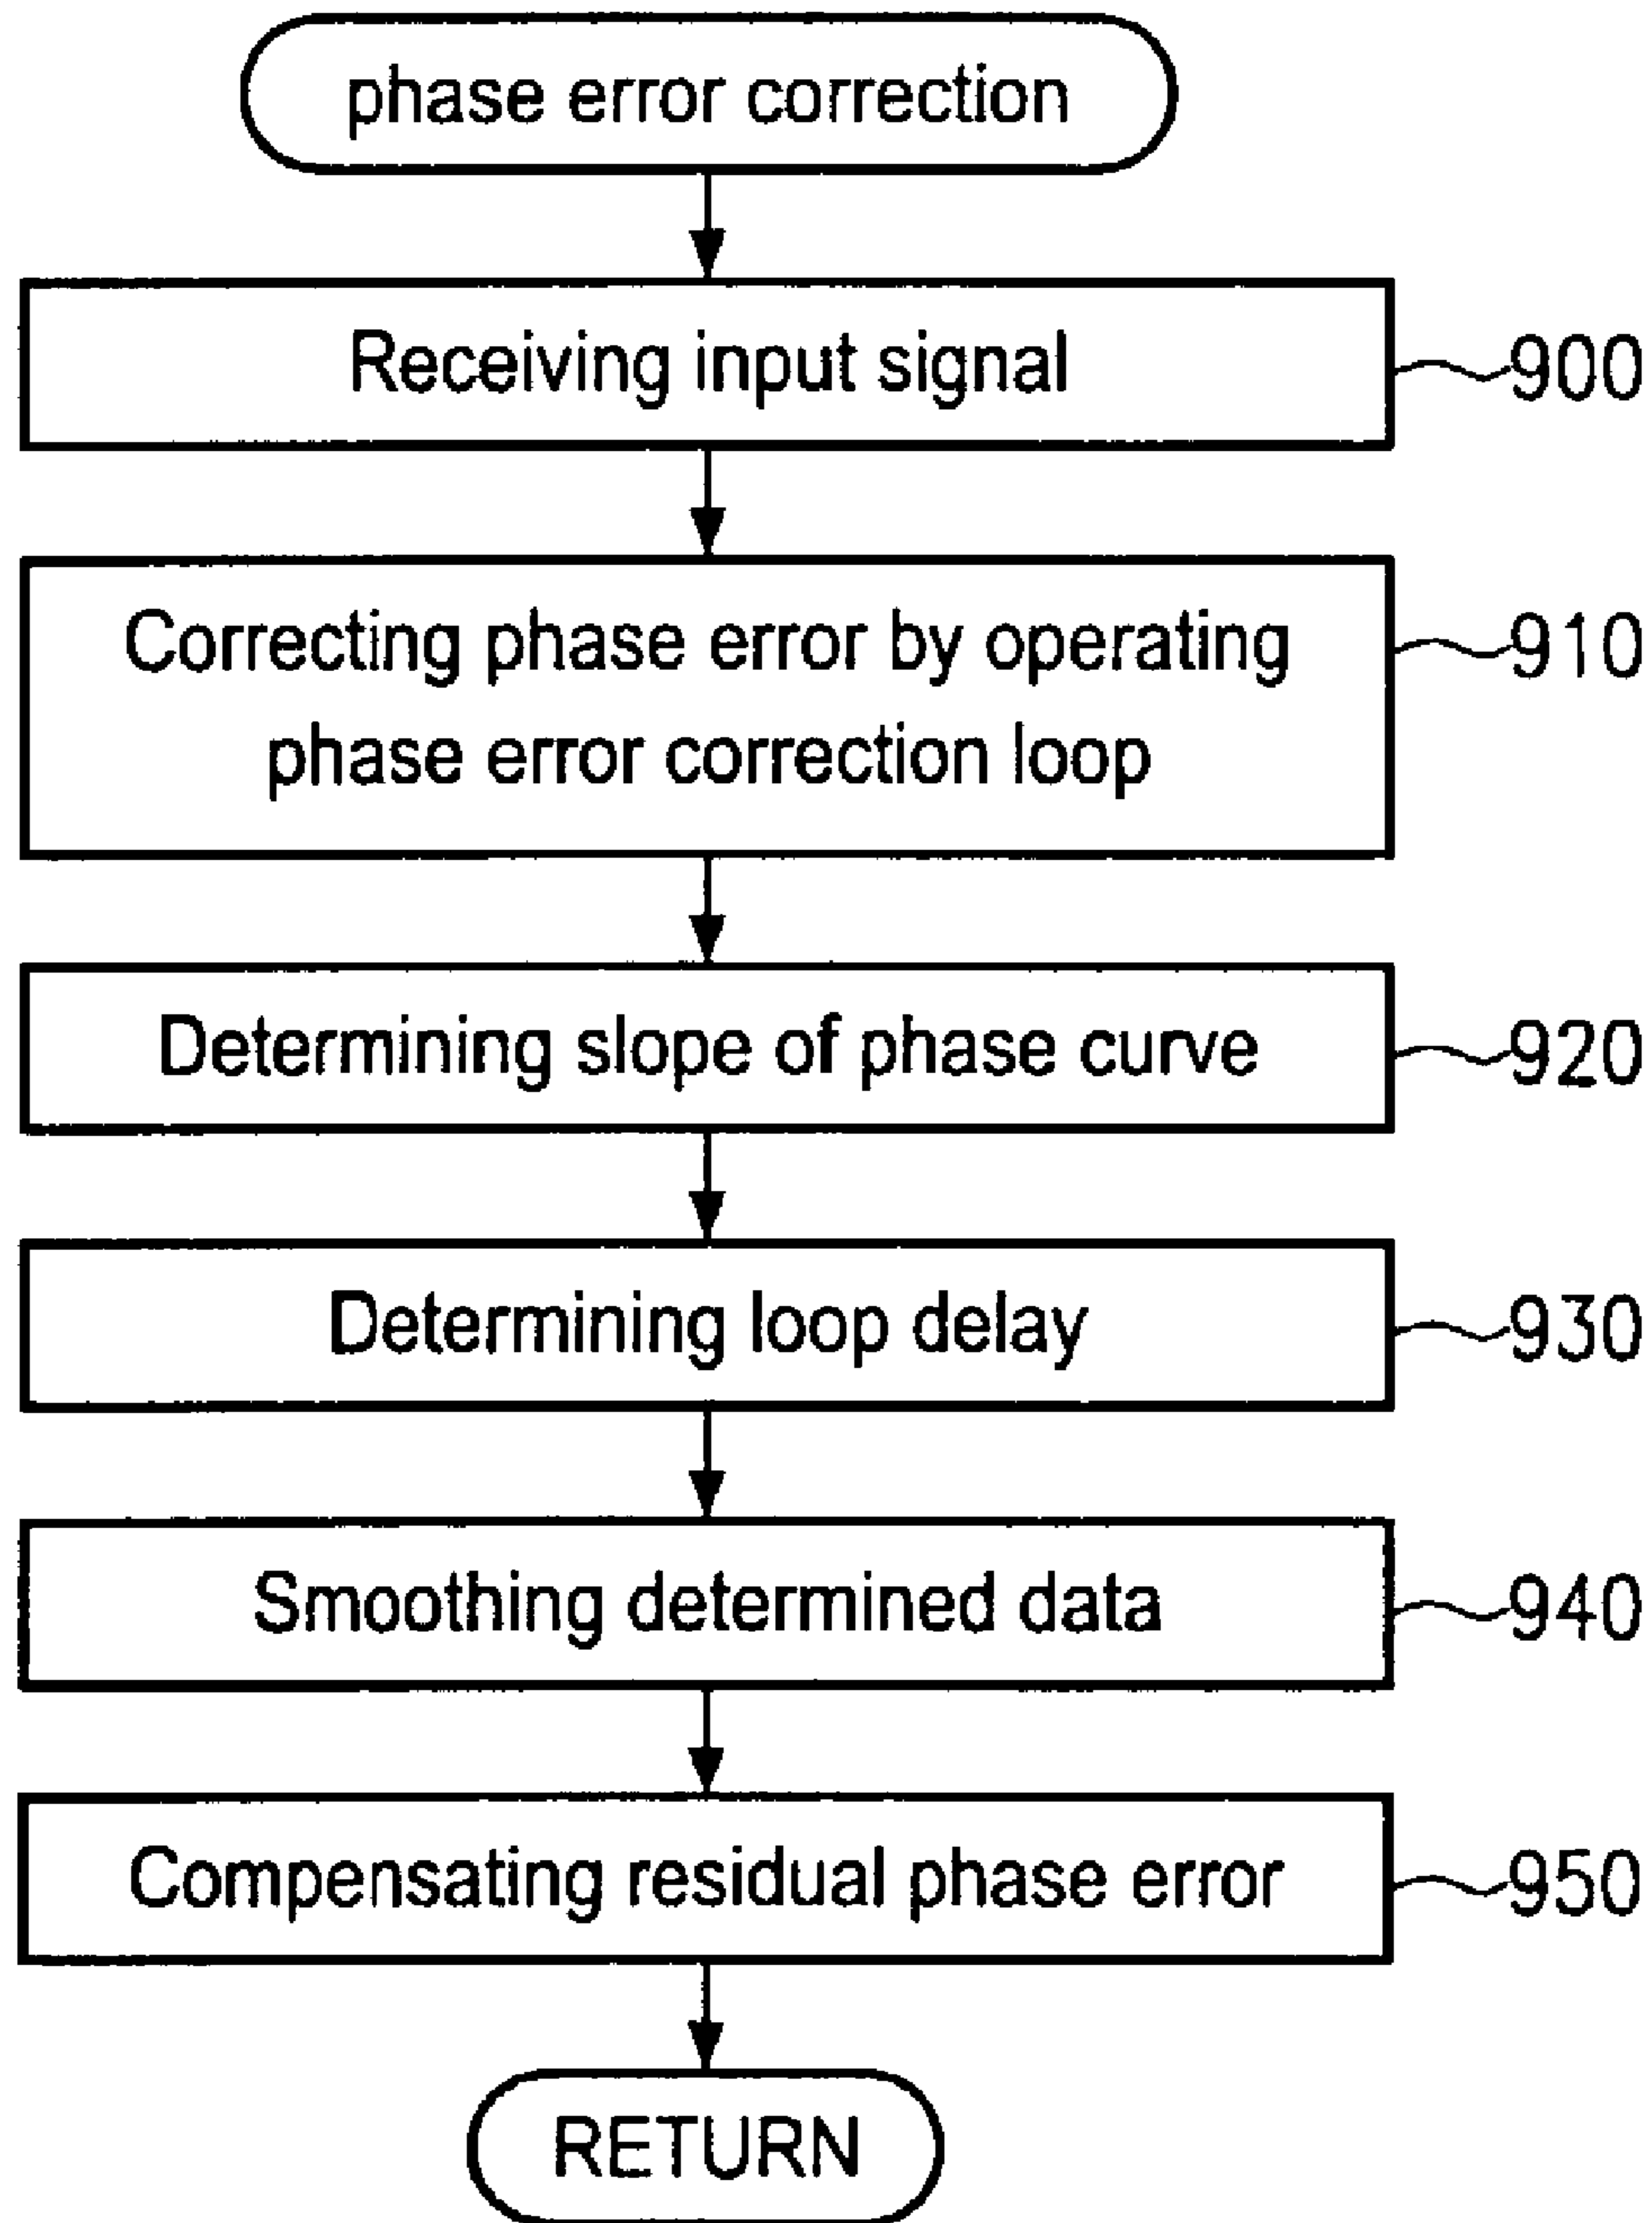 phase error correction
Receiving input signal
900
Correcting phase error by operating
phase error correction loop
910
Determining slope of phase curve
920
Determining loop delay
930
Smoothing determined data
940
Compensating residual phase error
950
RETURN